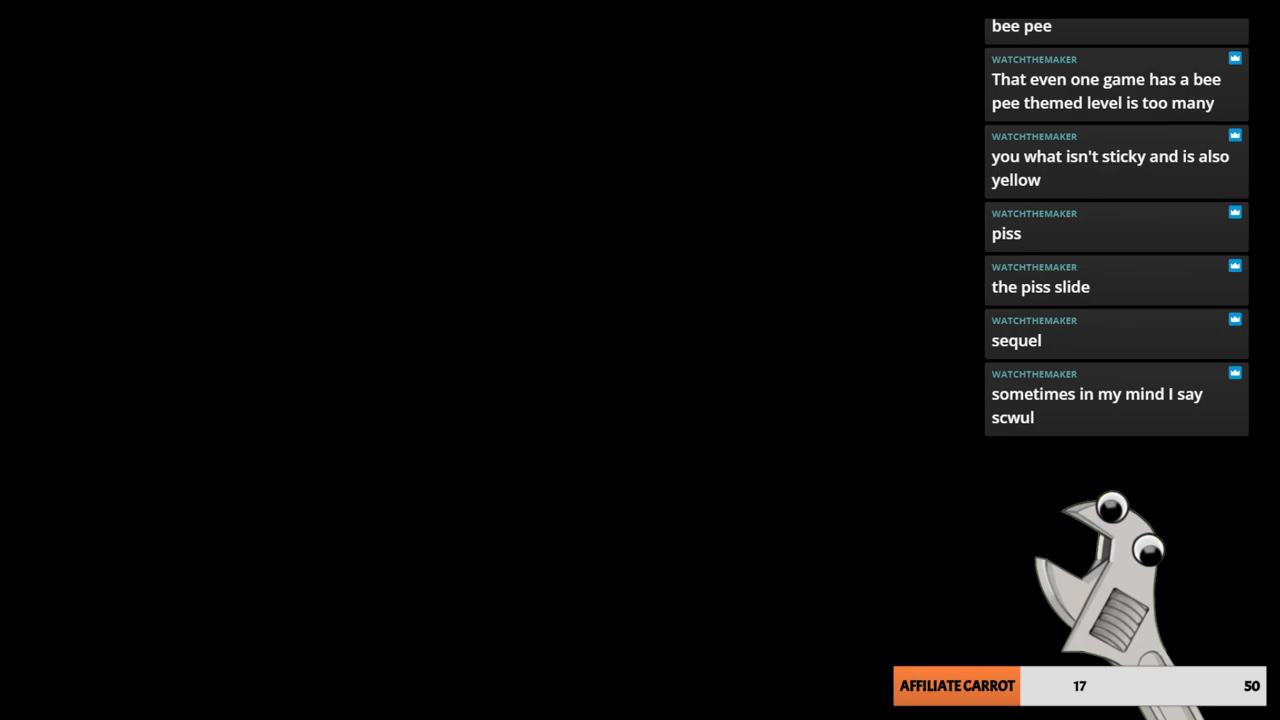 bee pee
WATCHTHEMAKER
That even one game has a bee
pee themed level is too many
WATCHTHEMAKER
you what isn't sticky and is also
yellow
WATCHTHEMAKER
piss
WATCHTHEMAKER
the piss slide
WATCHTHEMAKER
sequel
WATCHTHEMAKER
sometimes in my mind I say
scwul
AFFILIATE CARROT 17 50